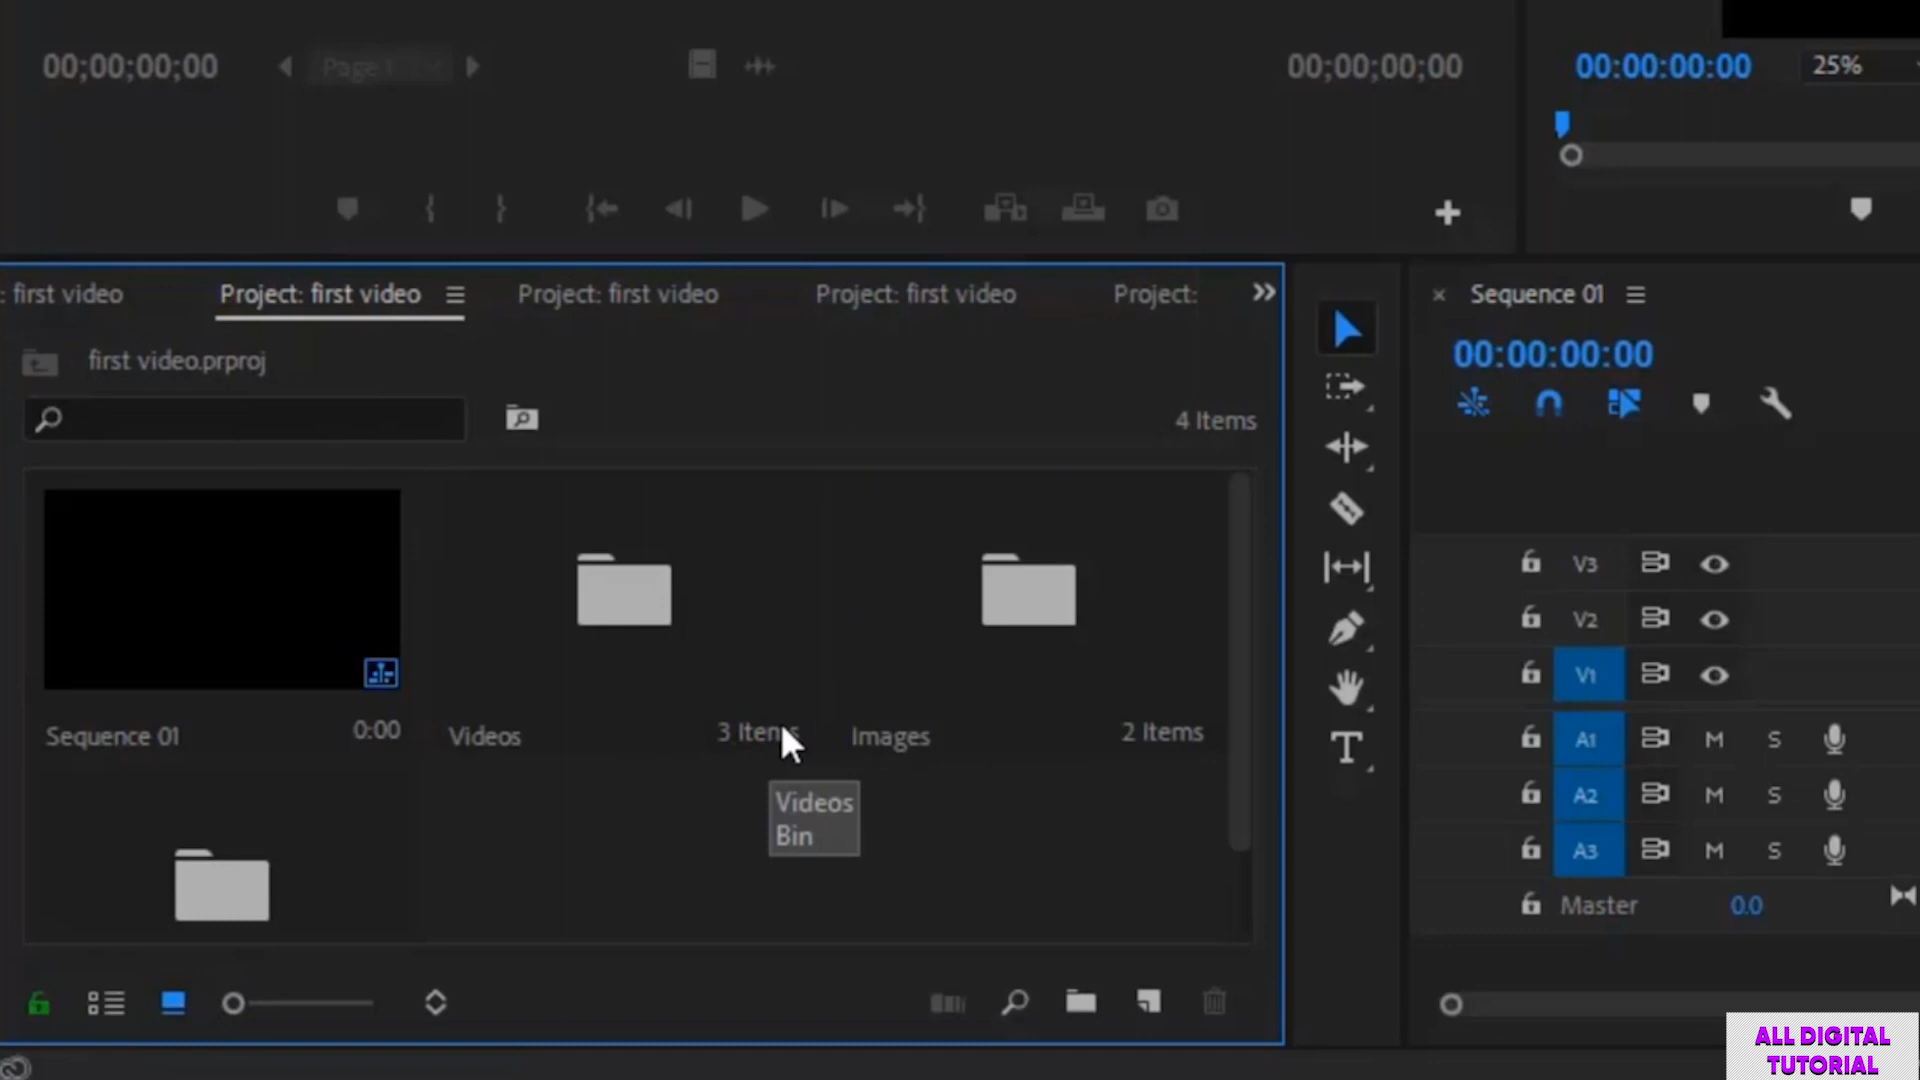 00;00;00;00
00;00;00;00
00:00:00:00
25%
: first video
Project: first video
Project: first video
Project: first video
Project:
Sequence 01
00:00:00:00
first video.prproj
4 Items
Sequence 01
0:00
Videos
3 Items
Images
2 Items
Videos
Bin
V3
V2
V1
A1 M S
A2 M S
A3 M S
Master 0.0
ALL DIGITAL
TUTORIAL